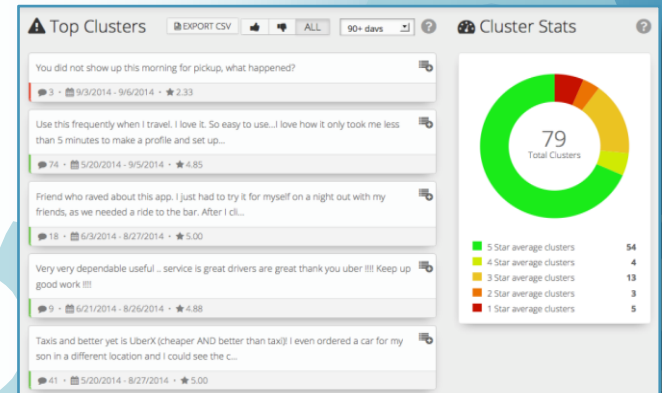 Top Clusters
EXPORT CSV
ALL
90+ days
?
You did not show up this morning for pickup, what happened?
3 • 9/3/2014 - 9/6/2014 • ★ 2.33
Use this frequently when I travel. I love it. So easy to use...I love how it only took me less
than 5 minutes to make a profile and set up...
74 • 5/20/2014 - 9/5/2014 • ★ 4.85
Friend who raved about this app. I just had to try it for myself on a night out with my
friends, as we needed a ride to the bar. After I cli...
18 • 6/3/2014 - 8/27/2014 • ★ 5.00
Very very dependable useful .. service is great drivers are great thank you uber !!!! Keep up
good work !!!!
9 • 6/21/2014 - 8/26/2014 • ★ 4.88
Taxis and better yet is UberX (cheaper AND better than taxi)! I even ordered a car for my
son in a different location and I could see the c...
41 • 5/20/2014 - 8/27/2014 • ★ 5.00
Cluster Stats
?
79
Total Clusters
5 Star average clusters 54
4 Star average clusters 4
3 Star average clusters 13
2 Star average clusters 3
1 Star average clusters 5